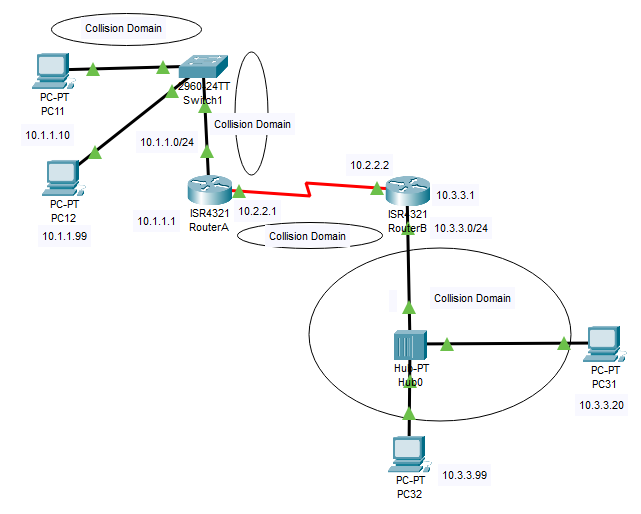 Collision Domain
PC-PT
PC11
10.1.1.10
2960-24TT
Switch1
Collision Domain
10.1.1.0/24
PC-PT
PC12
10.1.1.99
10.1.1.1
ISR4321
RouterA
10.2.2.1
10.2.2.2
ISR4321
RouterB
10.3.3.1
10.3.3.0/24
Collision Domain
Collision Domain
Hub-PT
Hub0
PC-PT
PC31
10.3.3.20
PC-PT
PC32
10.3.3.99